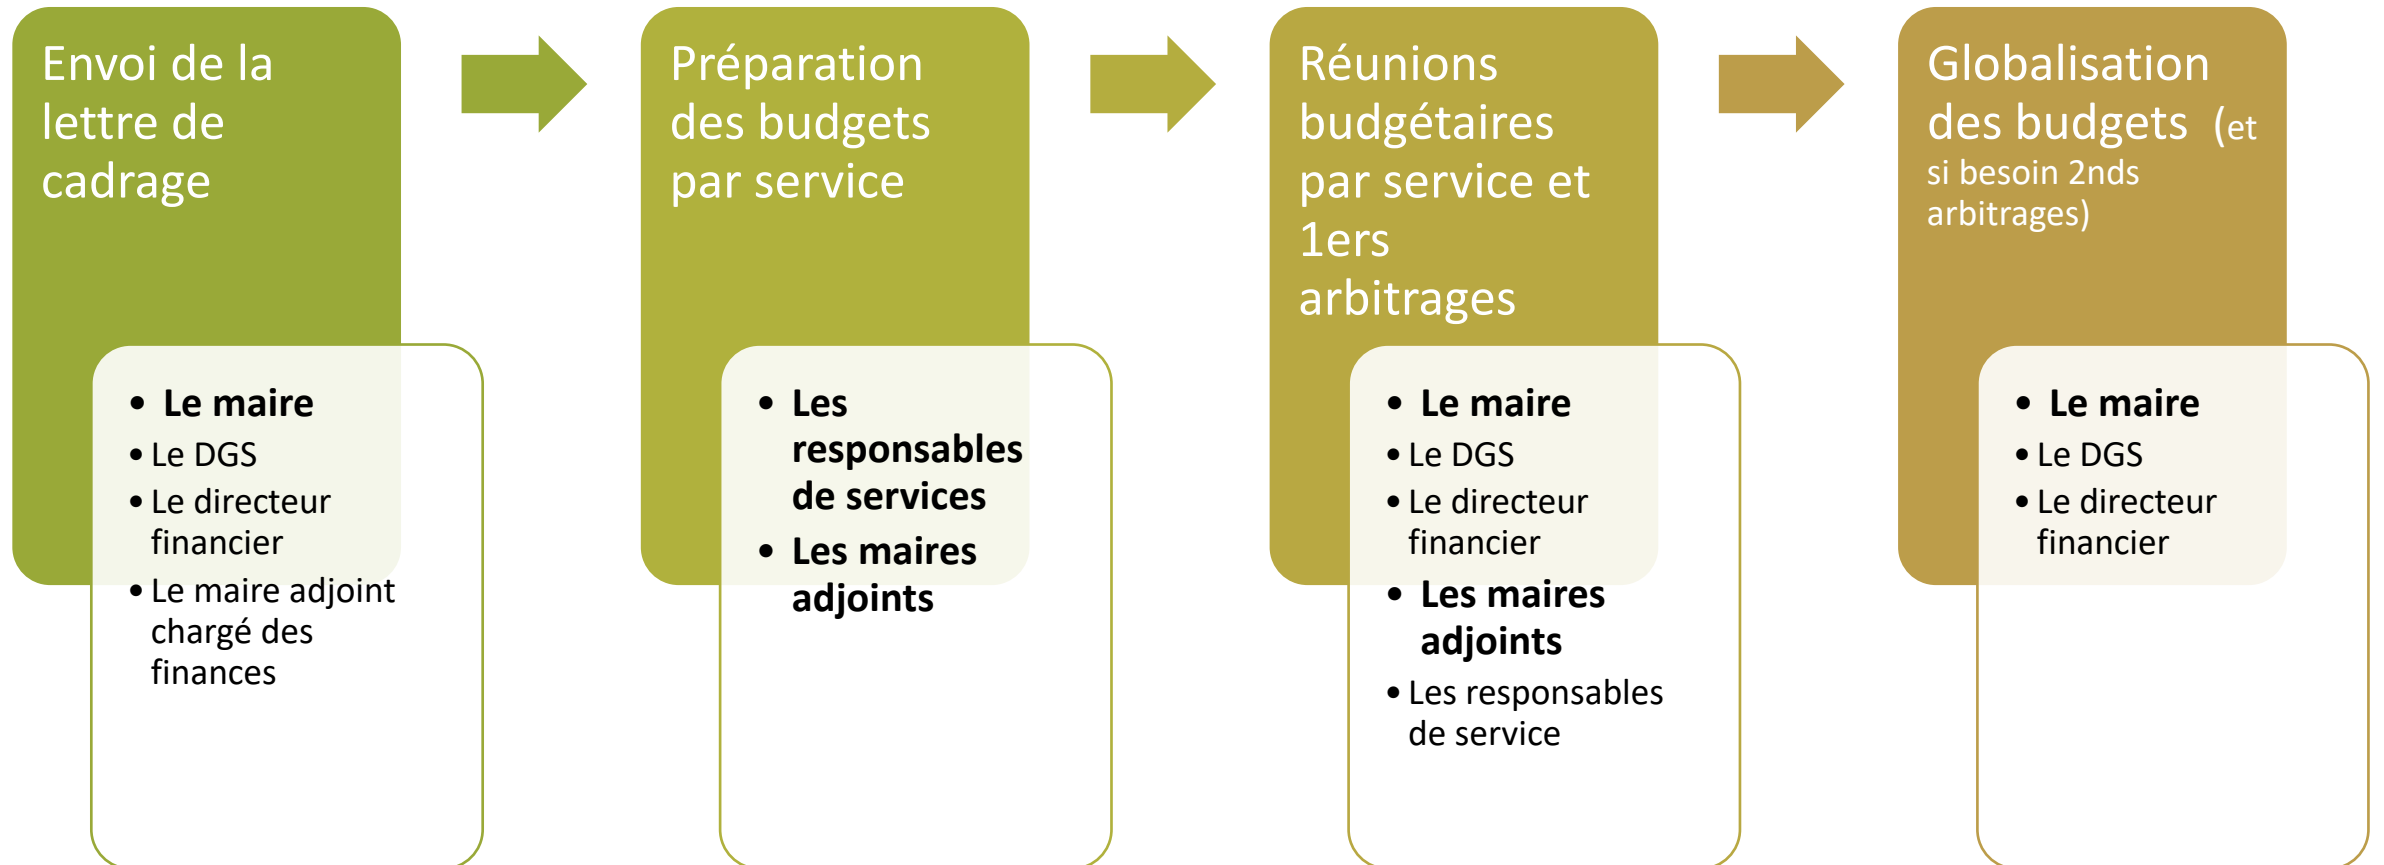 Envoi de la
lettre de
cadrage
• Le maire
• Le DGS
• Le directeur
financier
• Le maire adjoint
chargé des
finances
Préparation
des budgets
par service
• Les
responsables
de services
• Les maires
adjoints
Réunions
budgétaires
par service et
1ers
arbitrages
• Le maire
• Le DGS
• Le directeur
financier
• Les maires
adjoints
• Les responsables
de service
Globalisation
des budgets (et
si besoin 2nds
arbitrages)
• Le maire
• Le DGS
• Le directeur
financier